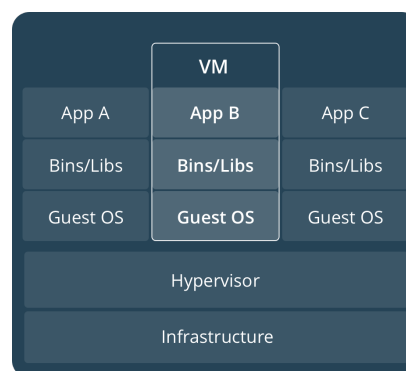 VM
App A App B App C
Bins/Libs Bins/Libs Bins/Libs
Guest OS Guest OS Guest OS
Hypervisor
Infrastructure